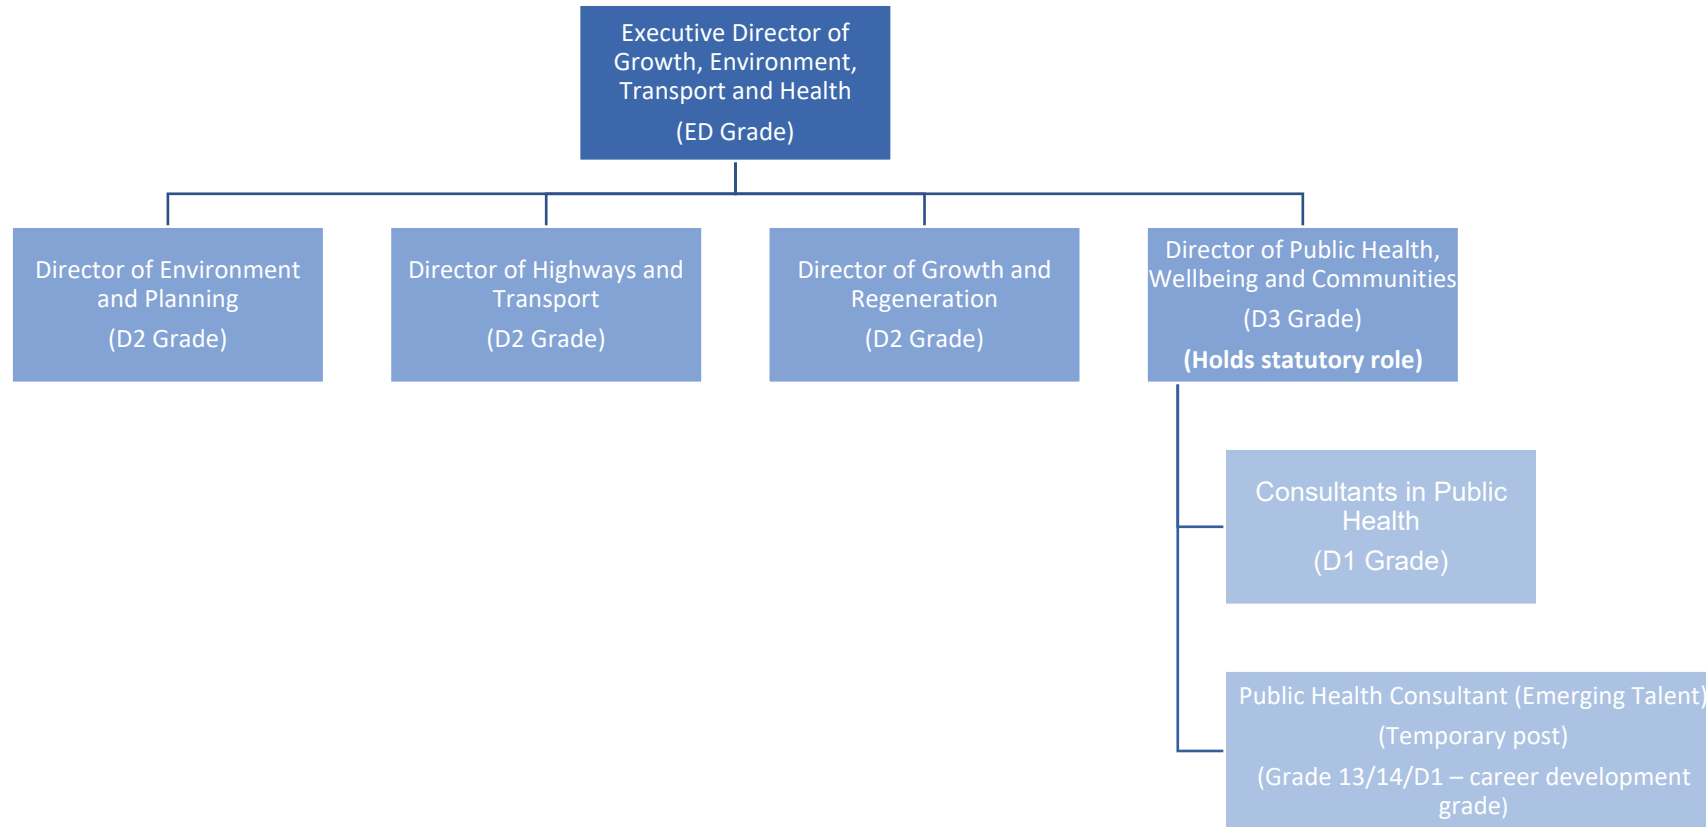 Executive Director of
Growth, Environment,
Transport and Health
(ED Grade)
Director of Environment
and Planning
(D2 Grade)
Director of Highways and
Transport
(D2 Grade)
Director of Growth and
Regeneration
(D2 Grade)
Director of Public Health,
Wellbeing and Communities
(D3 Grade)
(Holds statutory role)
Consultants in Public
Health
(D1 Grade)
Public Health Consultant (Emerging Talent)
(Temporary post)
(Grade 13/14/D1 – career development
grade)